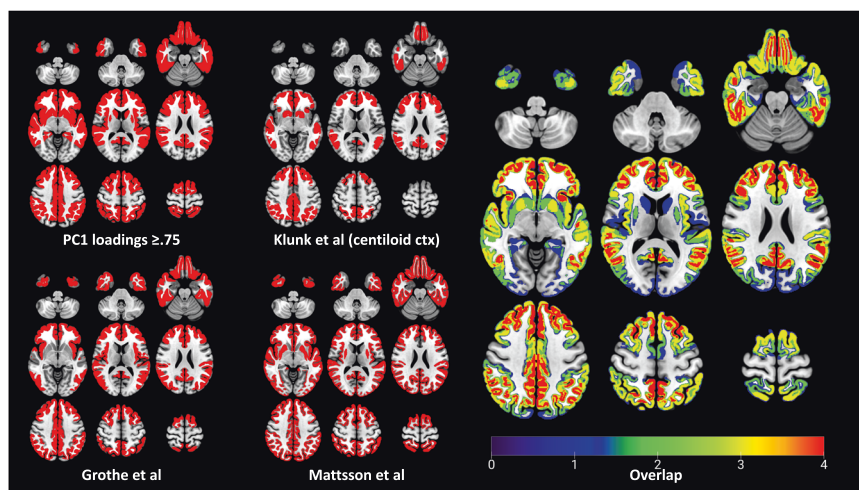 PC1 loadings ≥.75
Klunk et al (centiloid ctx)
Grothe et al
Mattsson et al
0 1 2 3 4
Overlap